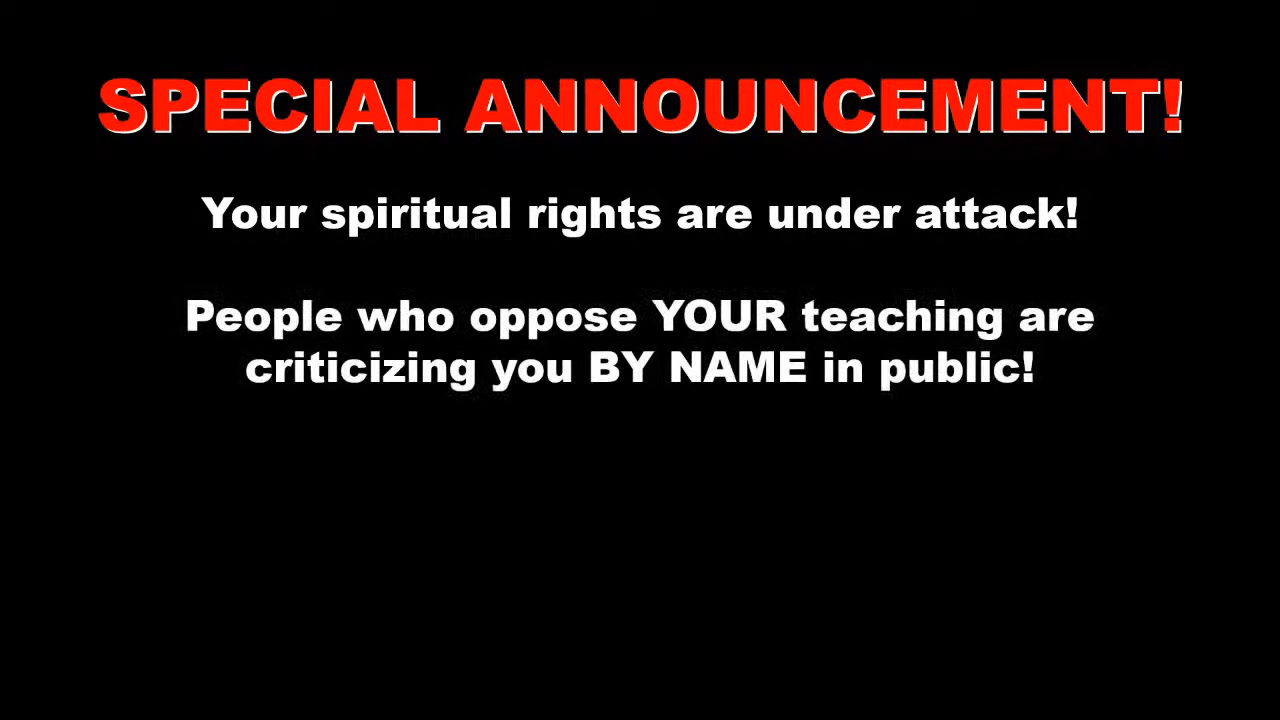 SPECIAL ANNOUNCEMENT!
Your spiritual rights are under attack!
People who oppose YOUR teaching are
criticizing you BY NAME in public!